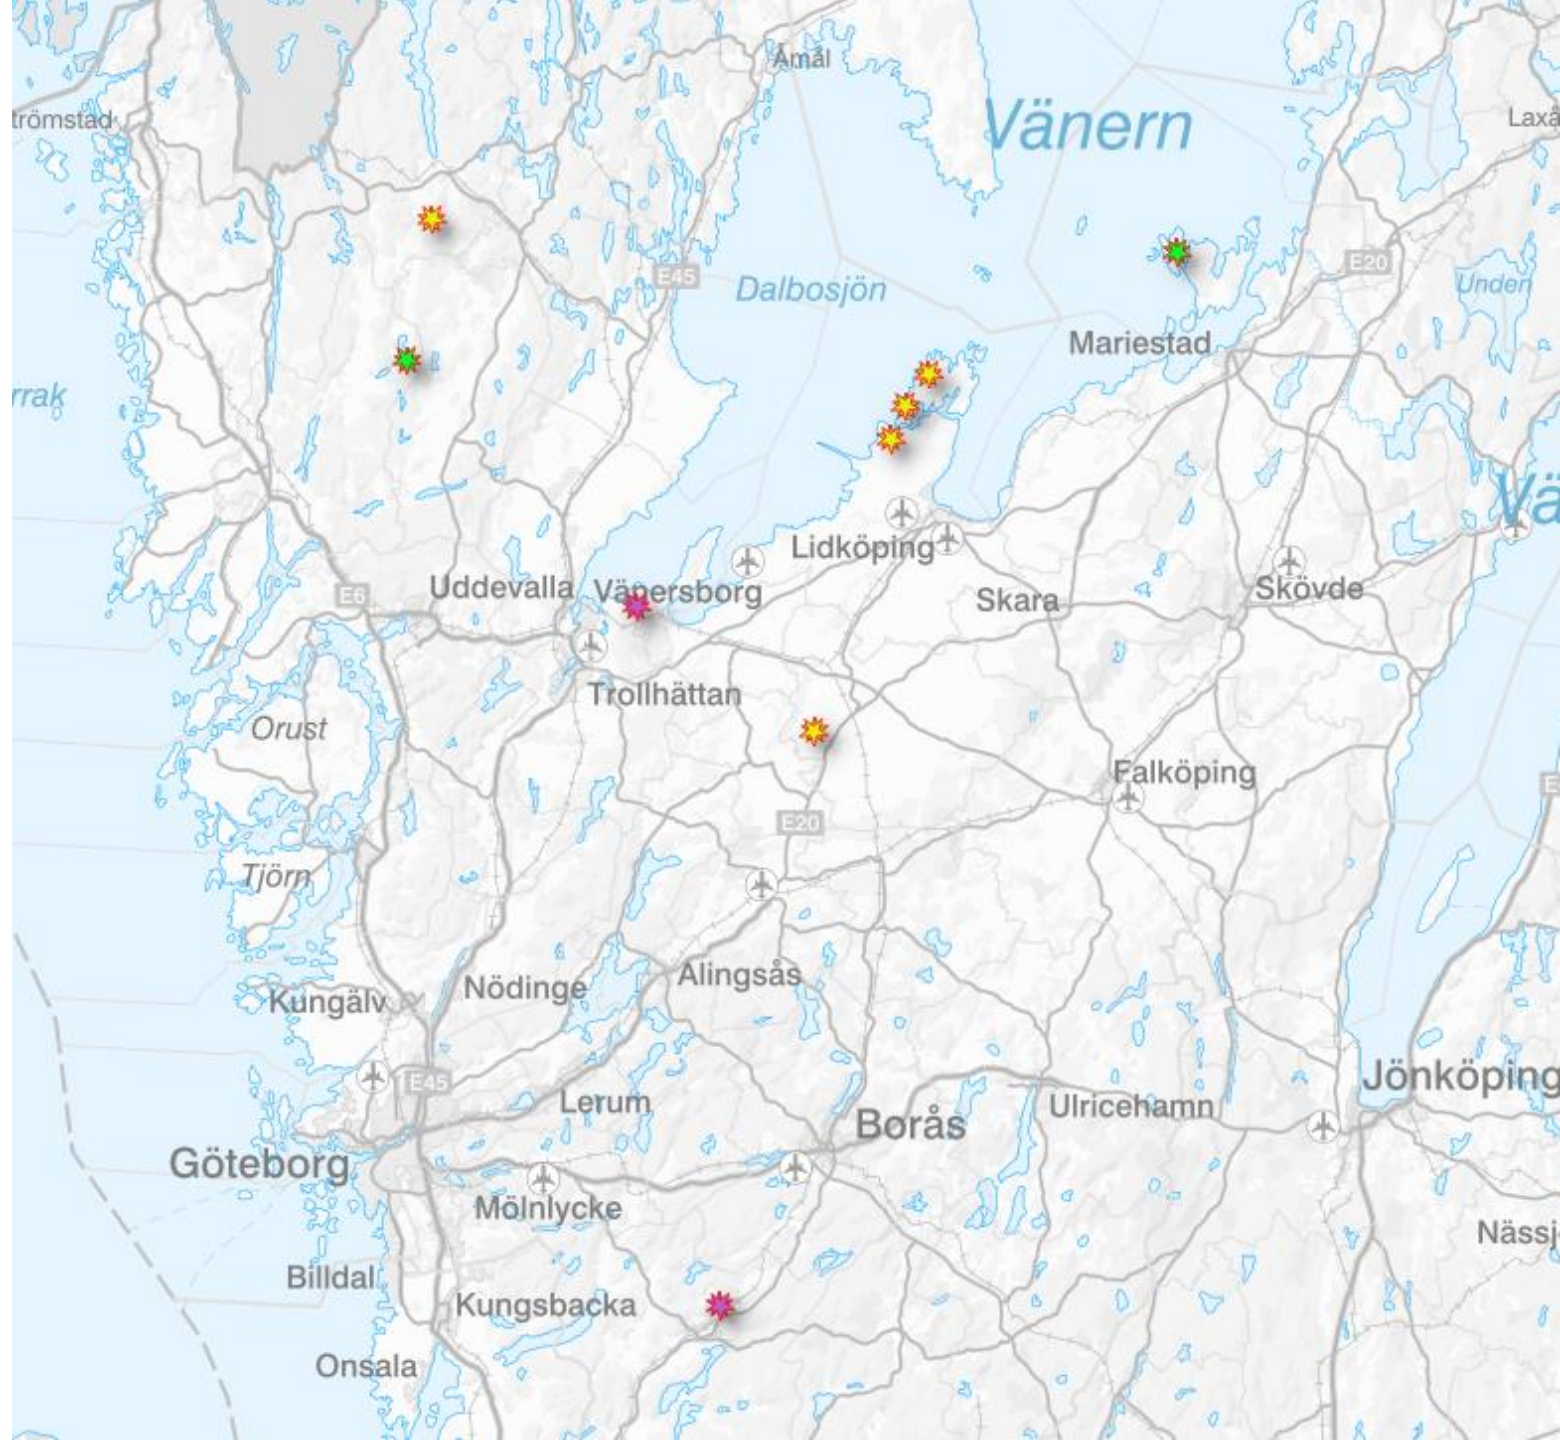 Åmål
Vänern
trömstad
Laxå
E20
E45
Unden
Dalbosjön
Mariestad
rrak
Vä
Lidköping
Uddevalla
Vänersborg
E6
Skara
Skövde
Trollhättan
Orust
Falköping
E
E20
Tjörn
Alingsås
Nödinge
Kungälv
E45
Jönköping
Lerum
Ulricehamn
Borås
Göteborg
Mölnlycke
Nässj
Billdal
Kungsbacka
Onsala